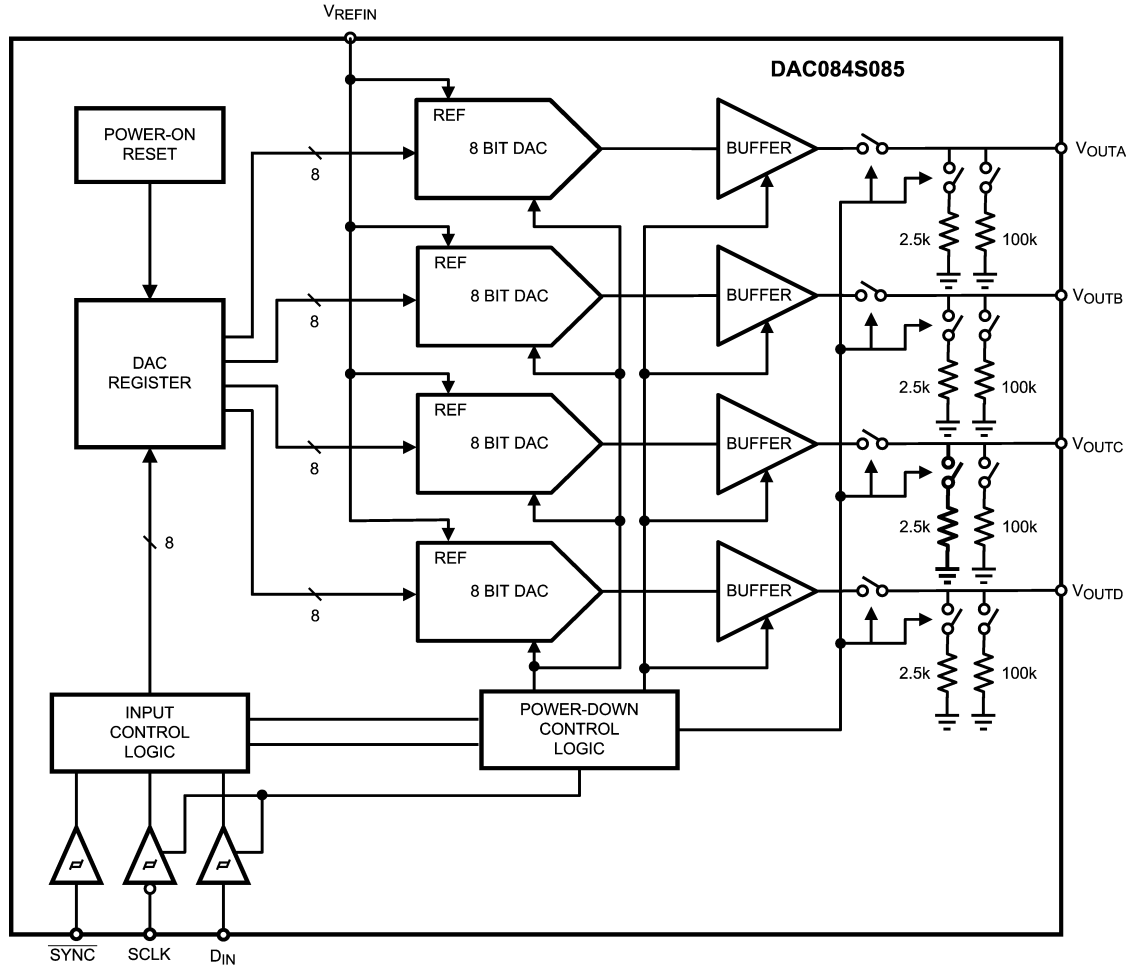 VREFIN
DAC084S085
POWER-ON
RESET
REF
8 BIT DAC
BUFFER
VOUTA
8
2.5k
100k
REF
8 BIT DAC
BUFFER
VOUTB
8
2.5k
100k
DAC
REGISTER
REF
8 BIT DAC
BUFFER
VOUTC
8
2.5k
100k
8
REF
8 BIT DAC
BUFFER
VOUTD
8
2.5k
100k
INPUT
CONTROL
LOGIC
POWER-DOWN
CONTROL
LOGIC
SYNC
SCLK
DIN